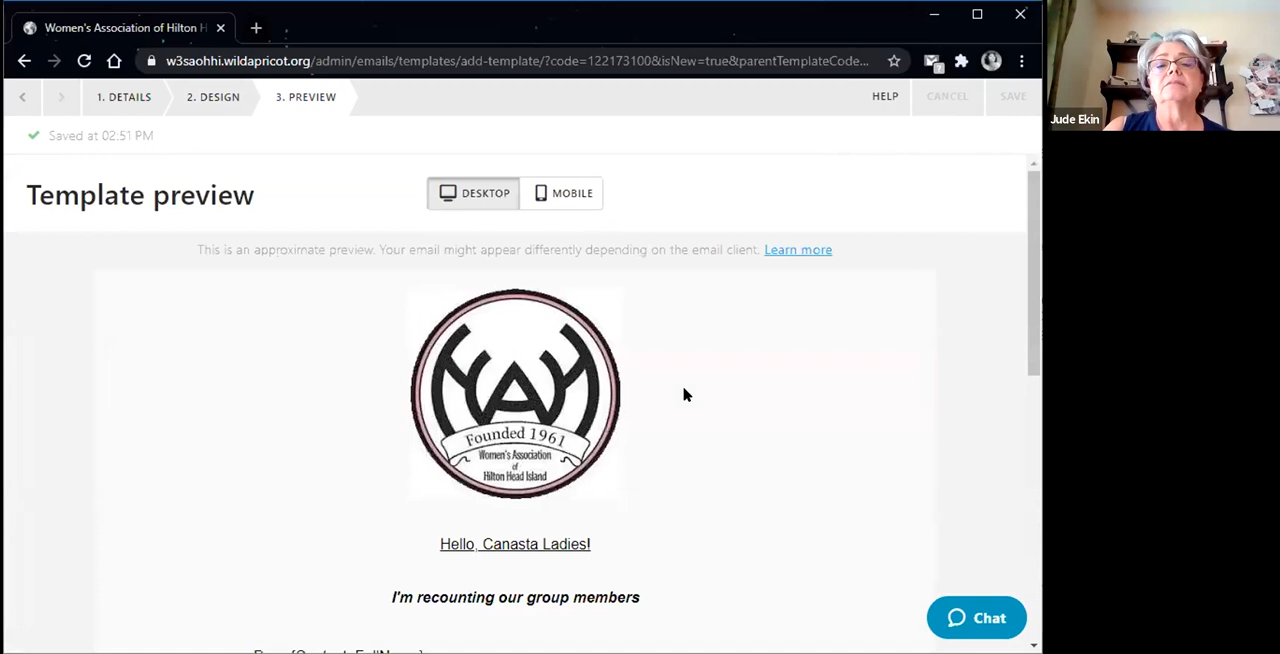 Women's Association of Hilton H
w3saohhi.wildapricot.org/admin/emails/templates/add-template/?code=122173100&isNew=true&parentTemplateCode...
1. DETAILS
2. DESIGN
3. PREVIEW
HELP
CANCEL
SAVE
Saved at 02:51 PM
Template preview
DESKTOP
MOBILE
This is an approximate preview. Your email might appear differently depending on the email client. Learn more
Founded 1961
Women's Association
of
Hilton Head Island
Hello, Canasta Ladies!
I'm recounting our group members
Chat
Jude Ekin